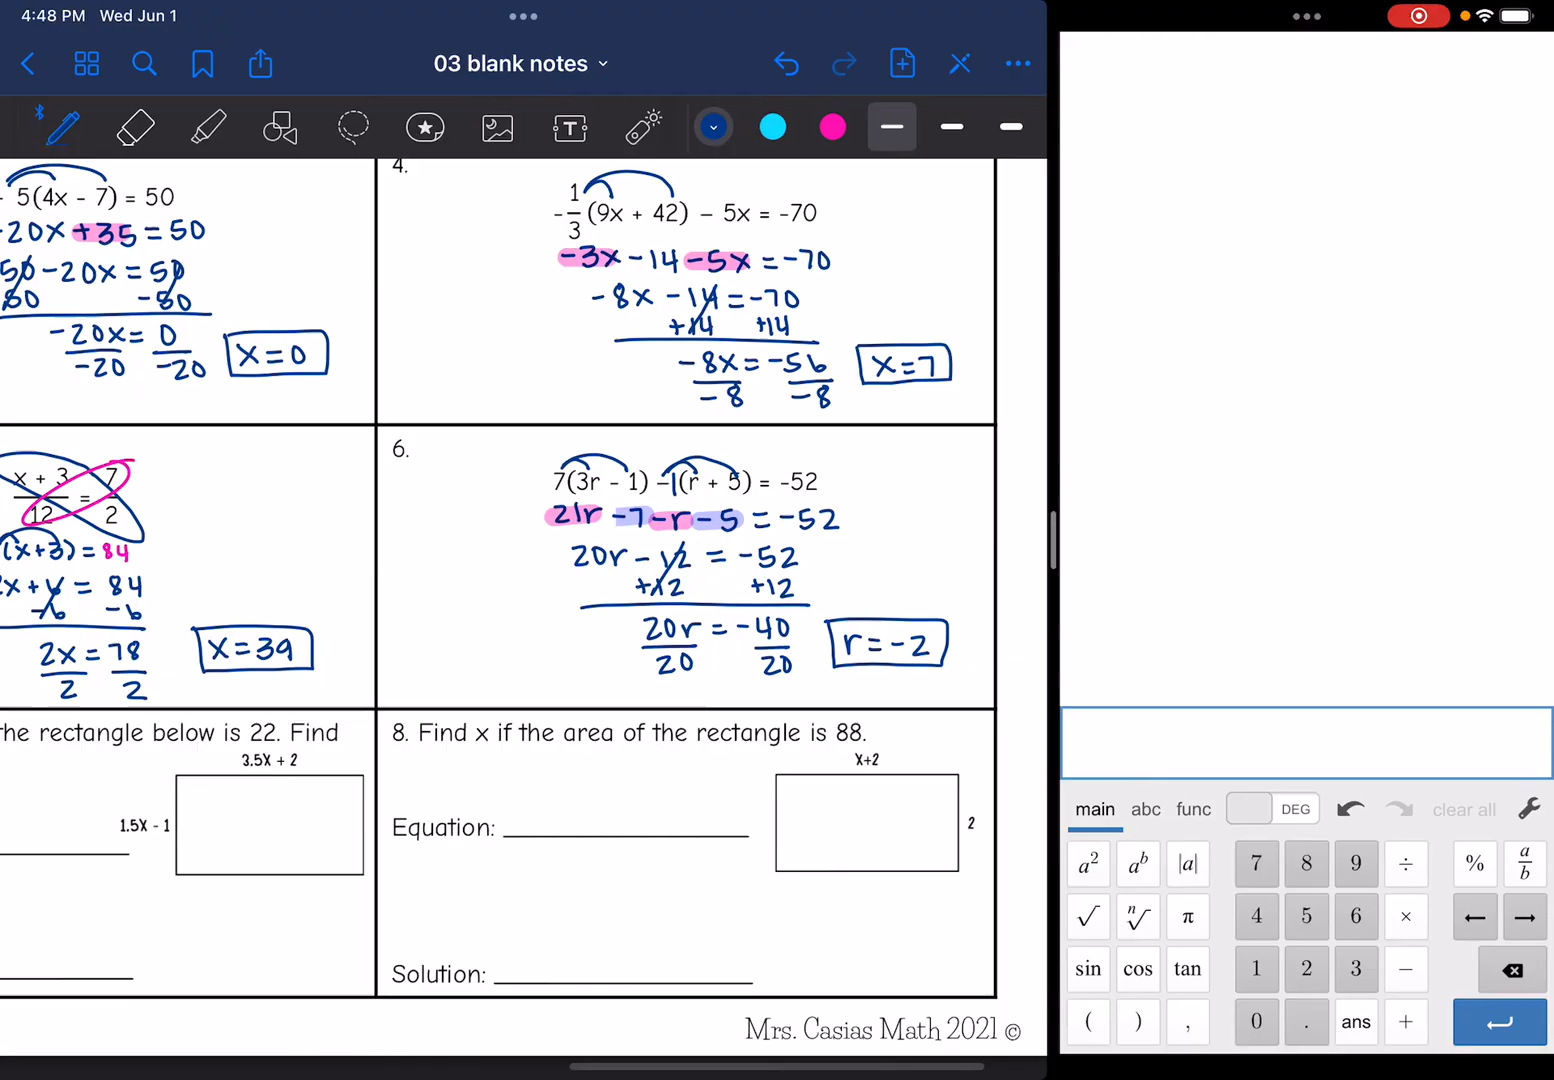 4:48 PM Wed Jun 1
03 blank notes
- 5(4x - 7) = 50
-20x +35 = 50
50 -20x = 50
-50
-20x = 0
-20 -20
x = 0
4.
-1/3(9x + 42) - 5x = -70
-3x -14 -5x = -70
-8x -14 = -70
+14 +14
-8x = -56
-8 -8
x = 7
x + 3 / 12 = 7 / 2
(x+3) = 84
2x + 6 = 84
-6 -6
2x = 78
2 2
x = 39
6.
7(3r - 1) -1(r + 5) = -52
21r -7 -r -5 = -52
20r - 12 = -52
+12 +12
20r = -40
20 20
r = -2
the rectangle below is 22. Find
3.5X + 2
1.5X - 1
8. Find x if the area of the rectangle is 88.
X+2
2
Equation:
Solution:
Mrs. Casias Math 2021 ©
main abc func DEG clear all
a² aᵇ |a| 7 8 9 ÷ % a/b
√ ⁿ√ π 4 5 6 × ← →
sin cos tan 1 2 3 −
( ) , 0 . ans +